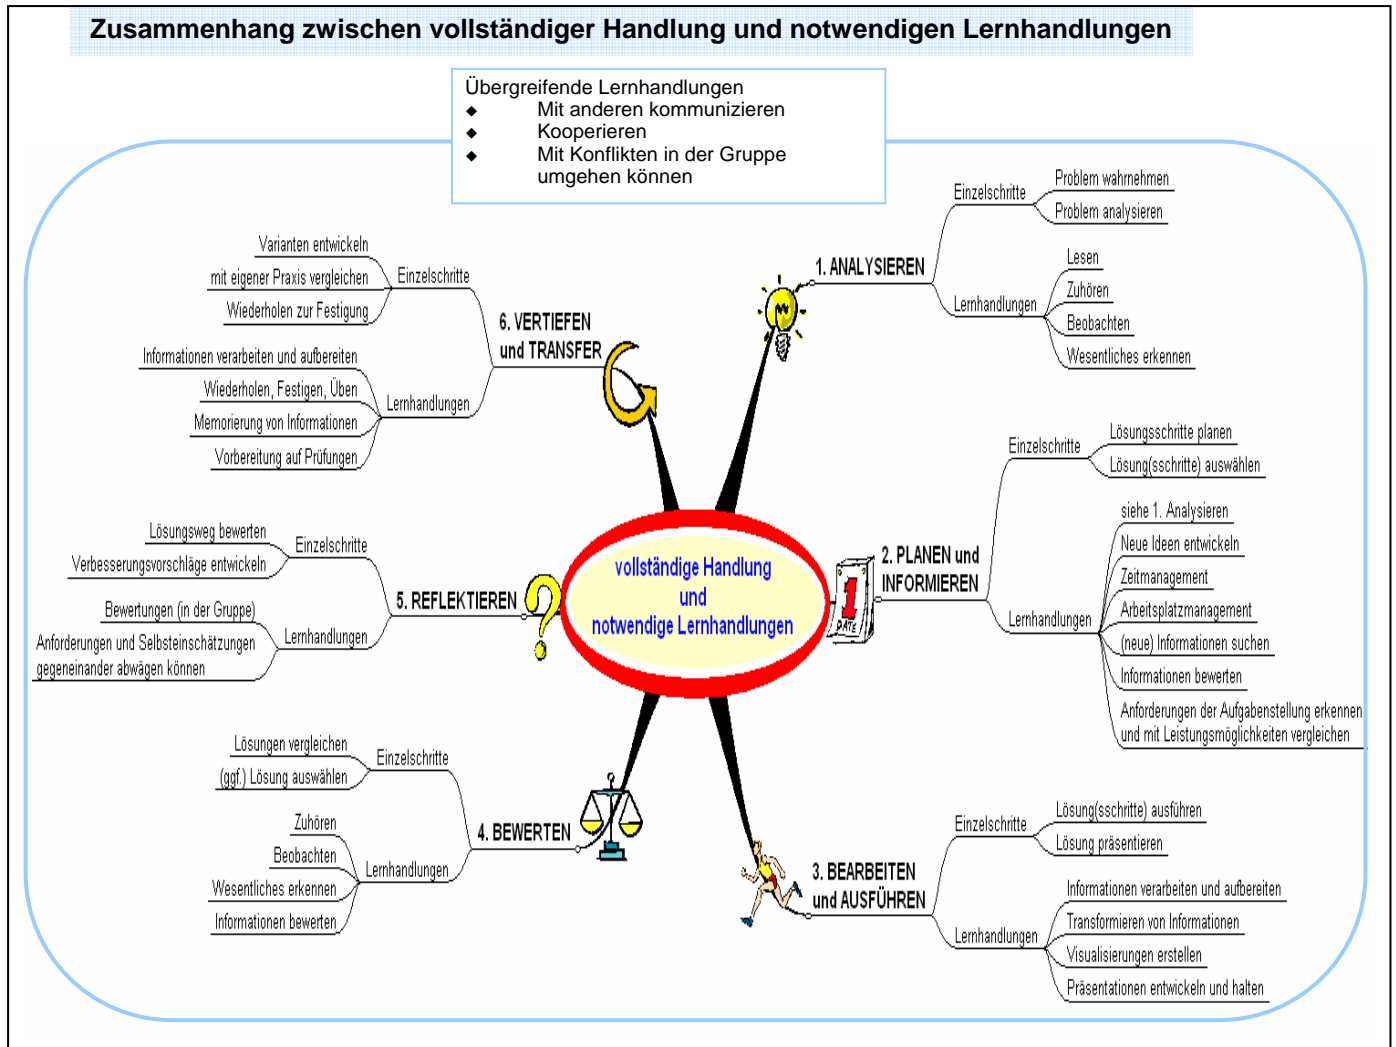 Zusammenhang zwischen vollständiger Handlung und notwendigen Lernhandlungen
Übergreifende Lernhandlungen
◆ Mit anderen kommunizieren
◆ Kooperieren
◆ Mit Konflikten in der Gruppe
umgehen können
vollständige Handlung
und
notwendige Lernhandlungen
1. ANALYSIEREN
Einzelschritte
Problem wahrnehmen
Problem analysieren
Lernhandlungen
Lesen
Zuhören
Beobachten
Wesentliches erkennen
1
DATE
2. PLANEN und
INFORMIEREN
Einzelschritte
Lösungsschritte planen
Lösung(sschritte) auswählen
Lernhandlungen
siehe 1. Analysieren
Neue Ideen entwickeln
Zeitmanagement
Arbeitsplatzmanagement
(neue) Informationen suchen
Informationen bewerten
Anforderungen der Aufgabenstellung erkennen
und mit Leistungsmöglichkeiten vergleichen
3. BEARBEITEN
und AUSFÜHREN
Einzelschritte
Lösung(sschritte) ausführen
Lösung präsentieren
Lernhandlungen
Informationen verarbeiten und aufbereiten
Transformieren von Informationen
Visualisierungen erstellen
Präsentationen entwickeln und halten
4. BEWERTEN
Einzelschritte
Lösungen vergleichen
(ggf.) Lösung auswählen
Lernhandlungen
Zuhören
Beobachten
Wesentliches erkennen
Informationen bewerten
5. REFLEKTIEREN
Einzelschritte
Lösungsweg bewerten
Verbesserungsvorschläge entwickeln
Lernhandlungen
Bewertungen (in der Gruppe)
Anforderungen und Selbsteinschätzungen
gegeneinander abwägen können
6. VERTIEFEN
und TRANSFER
Einzelschritte
Varianten entwickeln
mit eigener Praxis vergleichen
Wiederholen zur Festigung
Lernhandlungen
Informationen verarbeiten und aufbereiten
Wiederholen, Festigen, Üben
Memorierung von Informationen
Vorbereitung auf Prüfungen